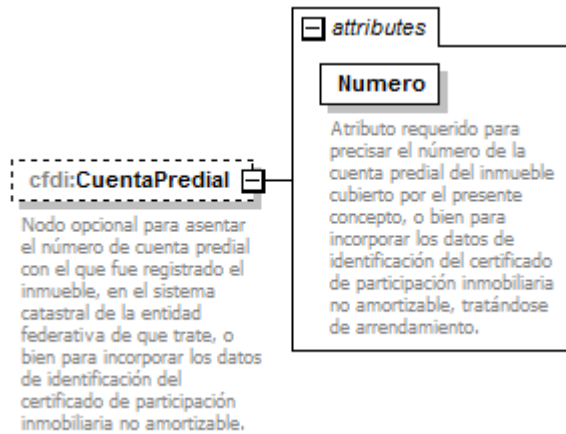 attributes
Numero
Atributo requerido para
precisar el número de la
cuenta predial del inmueble
cubierto por el presente
concepto, o bien para
incorporar los datos de
identificación del certificado
de participación inmobiliaria
no amortizable, tratándose
de arrendamiento.
cfdi:CuentaPredial
Nodo opcional para asentar
el número de cuenta predial
con el que fue registrado el
inmueble, en el sistema
catastral de la entidad
federativa de que trate, o
bien para incorporar los datos
de identificación del
certificado de participación
inmobiliaria no amortizable.